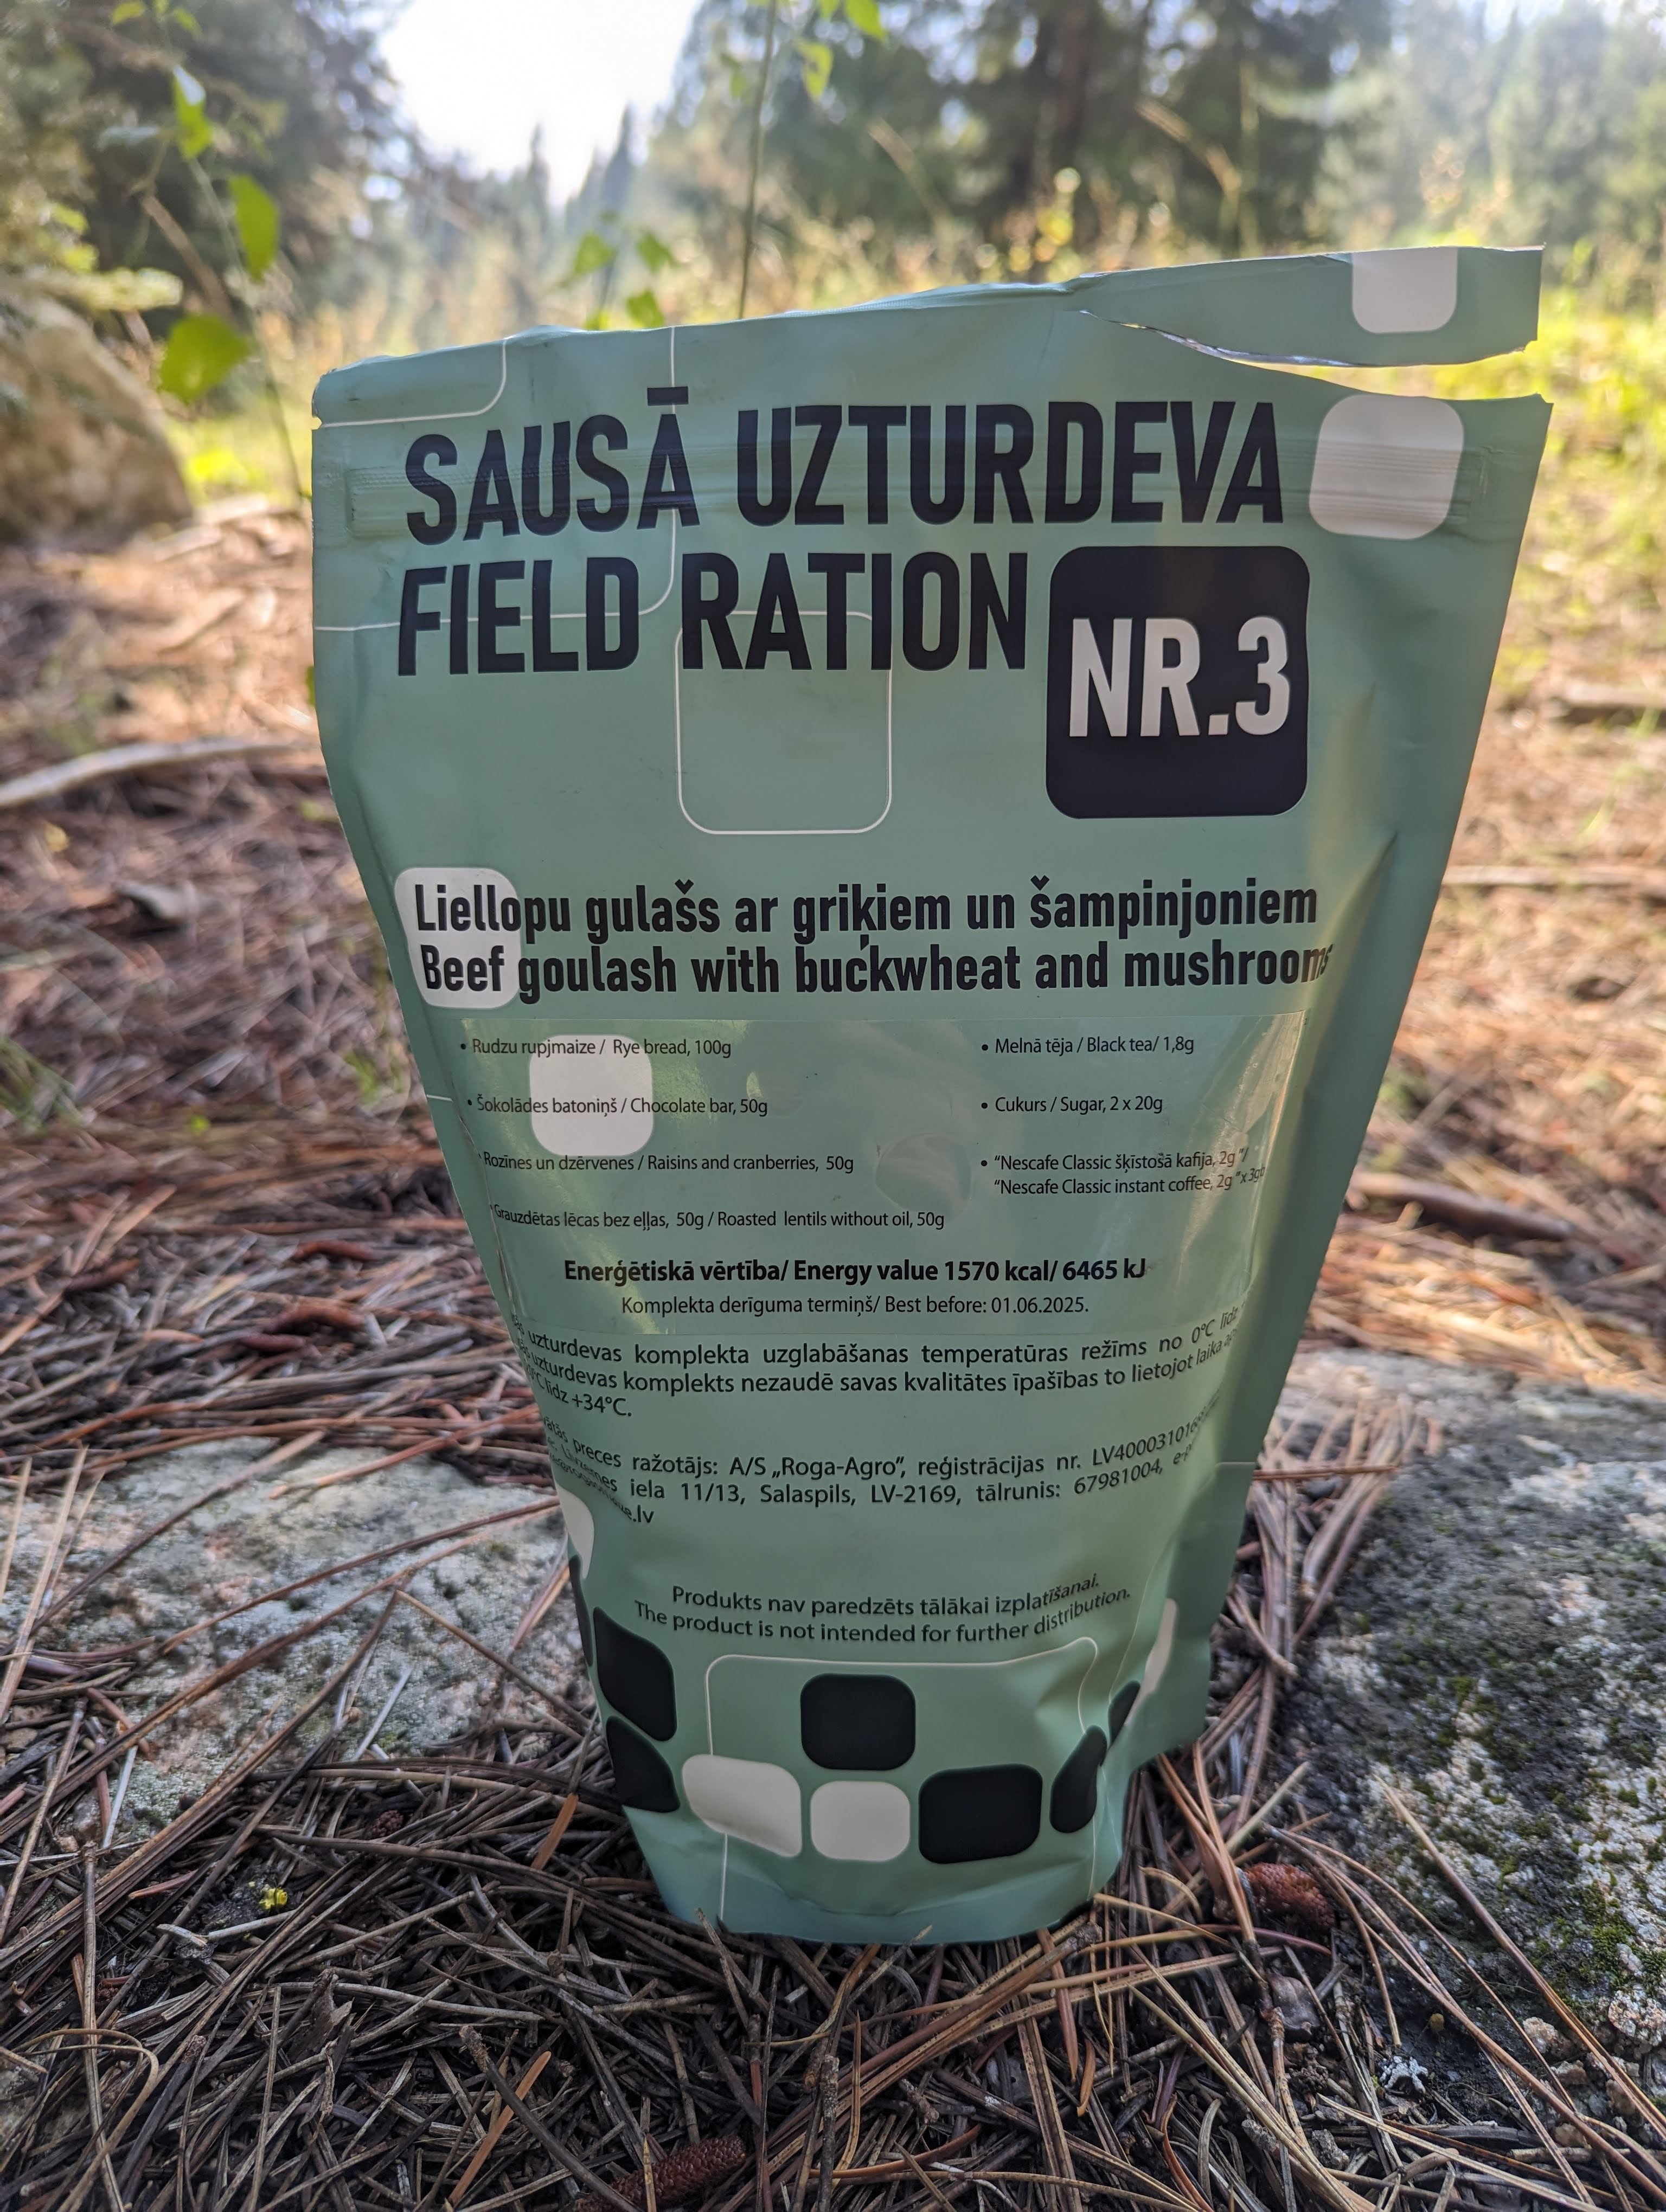 SAUSĀ UZTURDEVA
FIELD RATION
NR.3
Liellopu gulašs ar griķiem un šampinjoniem
Beef goulash with buckwheat and mushrooms
• Rudzu rupjmaize / Rye bread, 100g
• Šokolādes batoniņš / Chocolate bar, 50g
Rozīnes un dzērvenes / Raisins and cranberries, 50g
Grauzdētas lēcas bez eļļas, 50g / Roasted lentils without oil, 50g
• Melnā tēja / Black tea/ 1,8g
• Cukurs / Sugar, 2 x 20g
• “Nescafe Classic šķīstošā kafija, 2g ”/
“Nescafe Classic instant coffee, 2g ”x 3gb
Enerģētiskā vērtība/ Energy value 1570 kcal/ 6465 kJ
Komplekta derīguma termiņš/ Best before: 01.06.2025.
uzturdevas komplekta uzglabāšanas temperatūras režīms no 0°C līdz
uzturdevas komplekts nezaudē savas kvalitātes īpašības to lietojot laika
līdz +34°C.
preces ražotājs: A/S „Roga-Agro”, reģistrācijas nr.
iela 11/13, Salaspils, LV-2169, tālrunis: 67981004,
Produkts nav paredzēts tālākai izplatīšanai.
The product is not intended for further distribution.